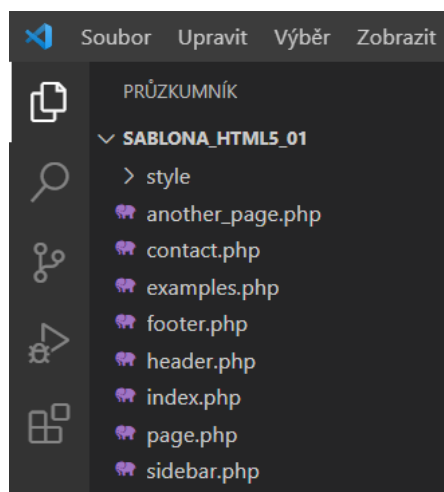 Soubor Upravit Výběr Zobrazit
PRŮZKUMNÍK
SABLONA_HTML5_01
style
another_page.php
contact.php
examples.php
footer.php
header.php
index.php
page.php
sidebar.php